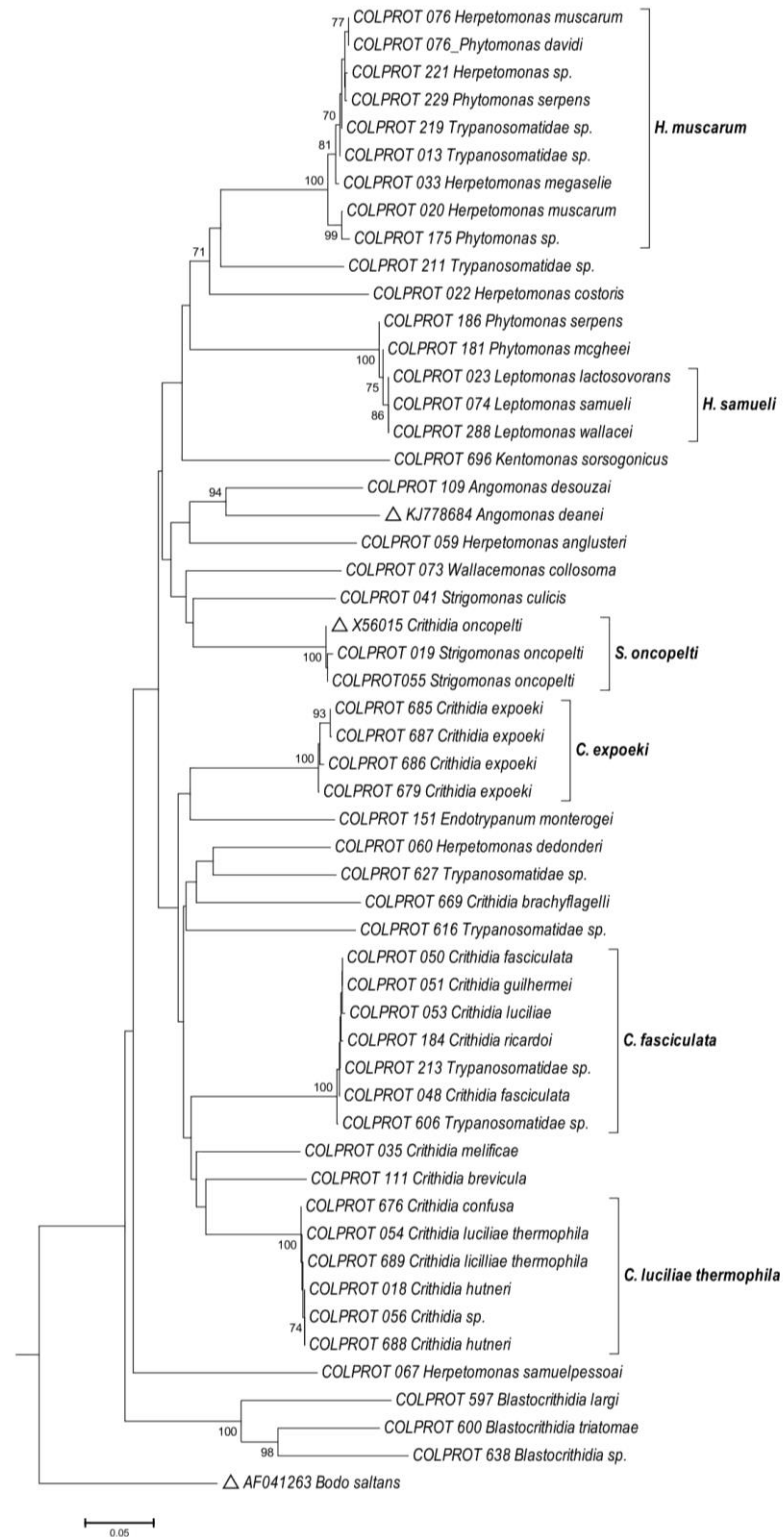 77
COLPROT 076 Herpetomonas muscarum
COLPROT 076_Phytomonas davidi
COLPROT 221 Herpetomonas sp.
COLPROT 229 Phytomonas serpens
70
COLPROT 219 Trypanosomatidae sp.
H. muscarum
81
COLPROT 013 Trypanosomatidae sp.
100
COLPROT 033 Herpetomonas megaselie
COLPROT 020 Herpetomonas muscarum
99
COLPROT 175 Phytomonas sp.
71
COLPROT 211 Trypanosomatidae sp.
COLPROT 022 Herpetomonas costoris
COLPROT 186 Phytomonas serpens
100
COLPROT 181 Phytomonas mcgheei
75
COLPROT 023 Leptomonas lactosovorans
86
COLPROT 074 Leptomonas samueli
H. samueli
COLPROT 288 Leptomonas wallacei
COLPROT 696 Kentomonas sorsogonicus
94
COLPROT 109 Angomonas desouzai
KJ778684 Angomonas deanei
COLPROT 059 Herpetomonas anglusteri
COLPROT 073 Wallacemonas collosoma
COLPROT 041 Strigomonas culicis
X56015 Crithidia oncopelti
100
COLPROT 019 Strigomonas oncopelti
S. oncopelti
COLPROT055 Strigomonas oncopelti
93
COLPROT 685 Crithidia expoeki
COLPROT 687 Crithidia expoeki
C. expoeki
100
COLPROT 686 Crithidia expoeki
COLPROT 679 Crithidia expoeki
COLPROT 151 Endotrypanum monterogei
COLPROT 060 Herpetomonas dedonderi
COLPROT 627 Trypanosomatidae sp.
COLPROT 669 Crithidia brachyflagelli
COLPROT 616 Trypanosomatidae sp.
COLPROT 050 Crithidia fasciculata
COLPROT 051 Crithidia guilhermei
COLPROT 053 Crithidia luciliae
COLPROT 184 Crithidia ricardoi
C. fasciculata
COLPROT 213 Trypanosomatidae sp.
100
COLPROT 048 Crithidia fasciculata
COLPROT 606 Trypanosomatidae sp.
COLPROT 035 Crithidia melificae
COLPROT 111 Crithidia brevicula
COLPROT 676 Crithidia confusa
COLPROT 054 Crithidia luciliae thermophila
100
COLPROT 689 Crithidia licilliae thermophila
C. luciliae thermophila
COLPROT 018 Crithidia hutneri
COLPROT 056 Crithidia sp.
74
COLPROT 688 Crithidia hutneri
COLPROT 067 Herpetomonas samuelpessoai
COLPROT 597 Blastocrithidia largi
100
COLPROT 600 Blastocrithidia triatomae
98
COLPROT 638 Blastocrithidia sp.
AF041263 Bodo saltans
0.05